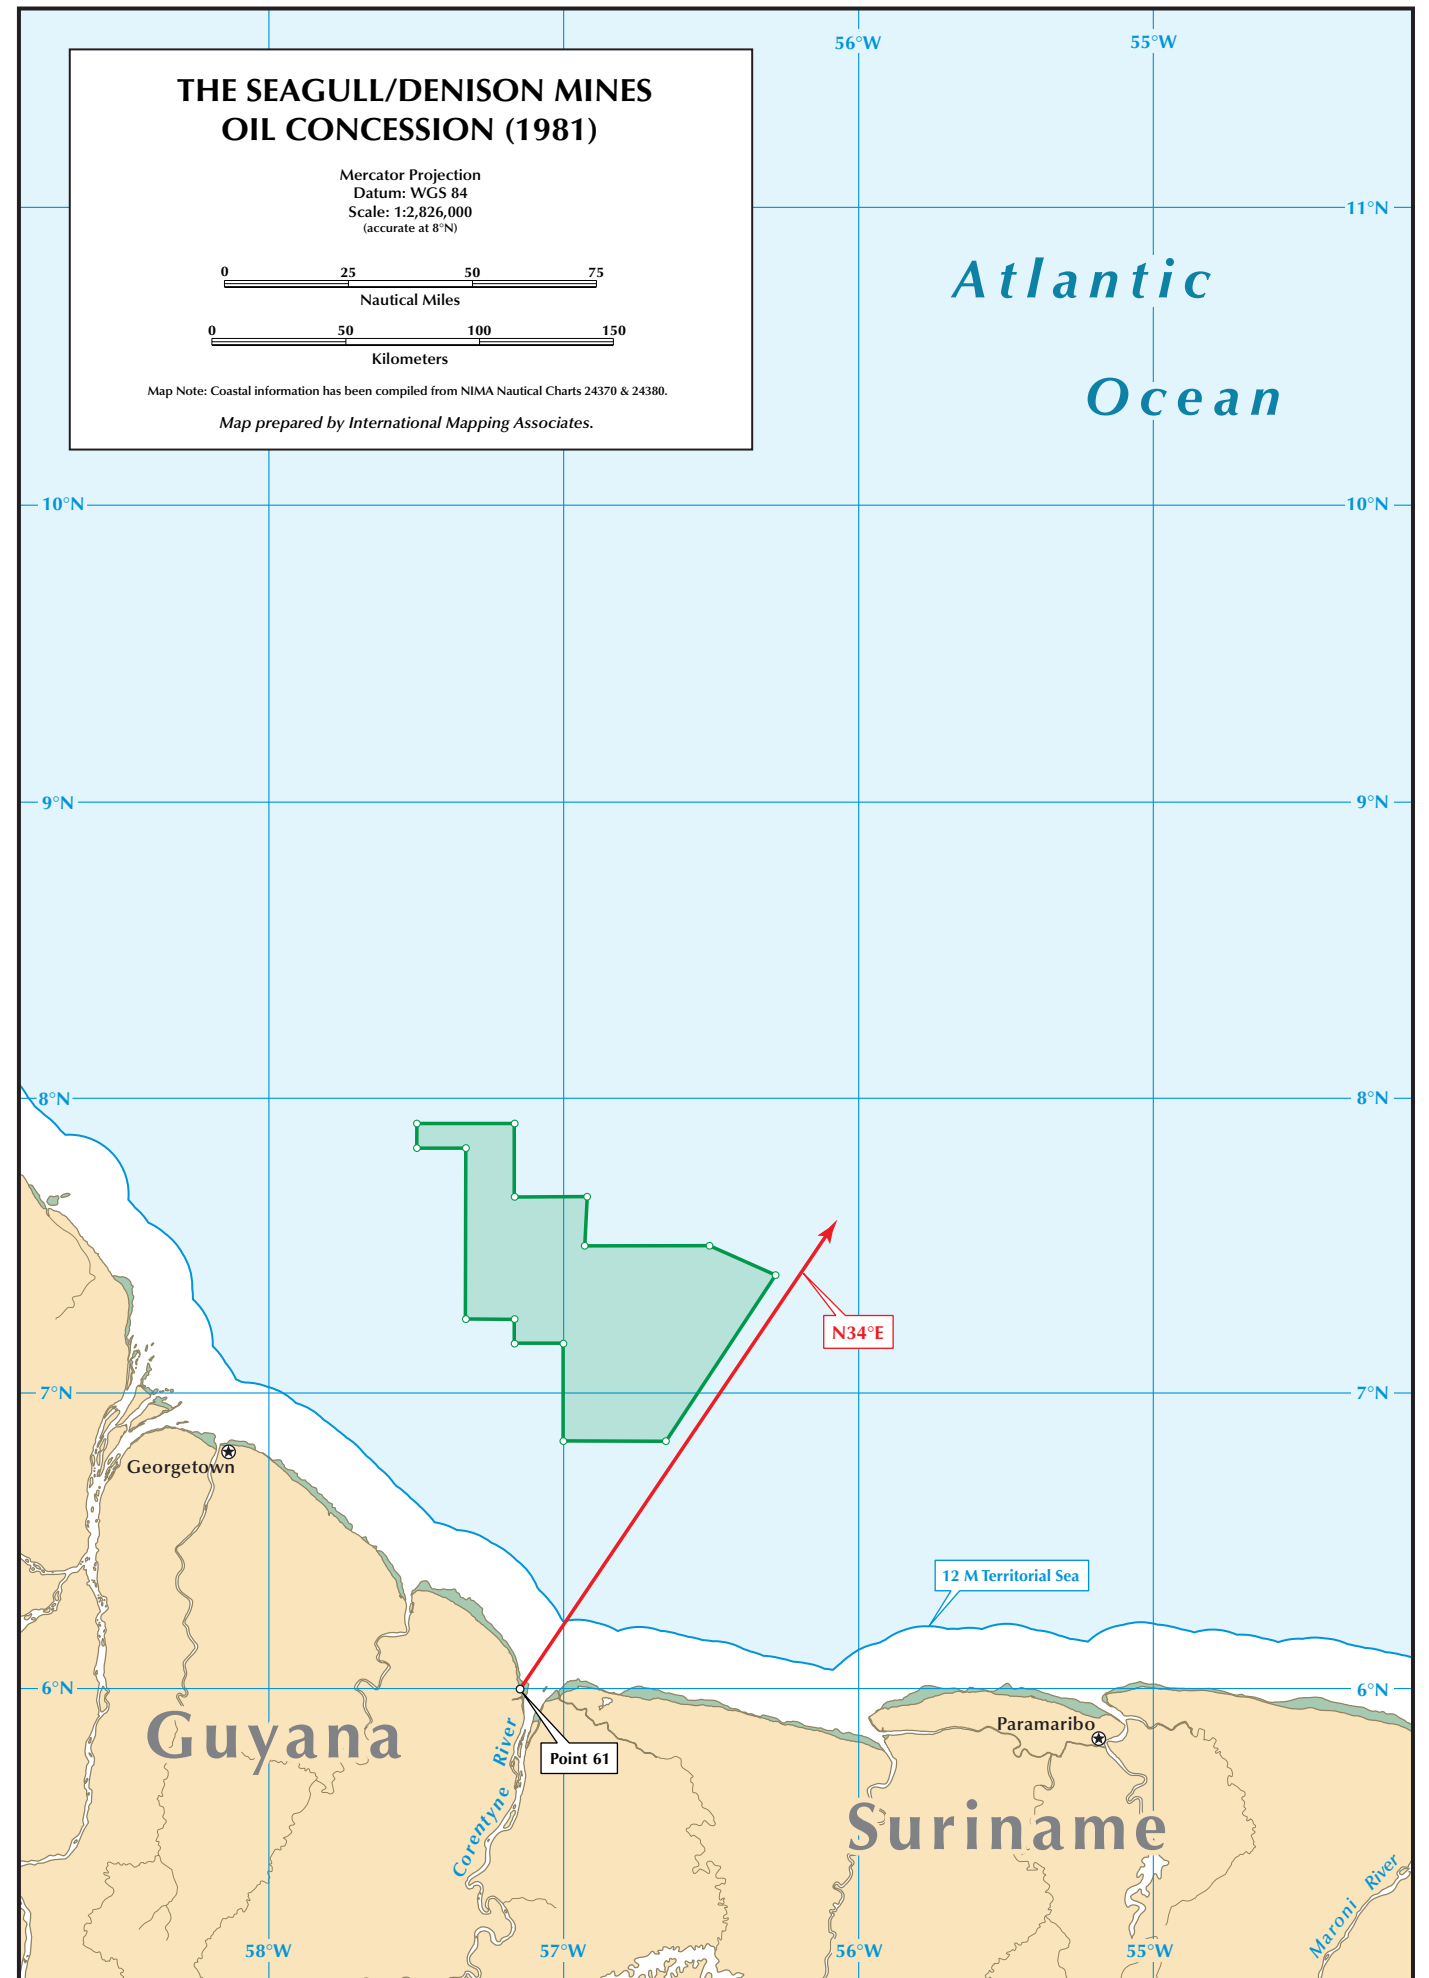 56°W
55°W
THE SEAGULL/DENISON MINES
OIL CONCESSION (1981)
Mercator Projection
Datum: WGS 84
Scale: 1:2,826,000
(accurate at 8°N)
0 25 50 75
Nautical Miles
0 50 100 150
Kilometers
Map Note: Coastal information has been compiled from NIMA Nautical Charts 24370 & 24380.
Map prepared by International Mapping Associates.
11°N
Atlantic
Ocean
10°N
10°N
9°N
9°N
8°N
8°N
N34°E
7°N
7°N
Georgetown
12 M Territorial Sea
6°N
6°N
Guyana
Corentyne River
Point 61
Paramaribo
Suriname
Maroni River
58°W
57°W
56°W
55°W